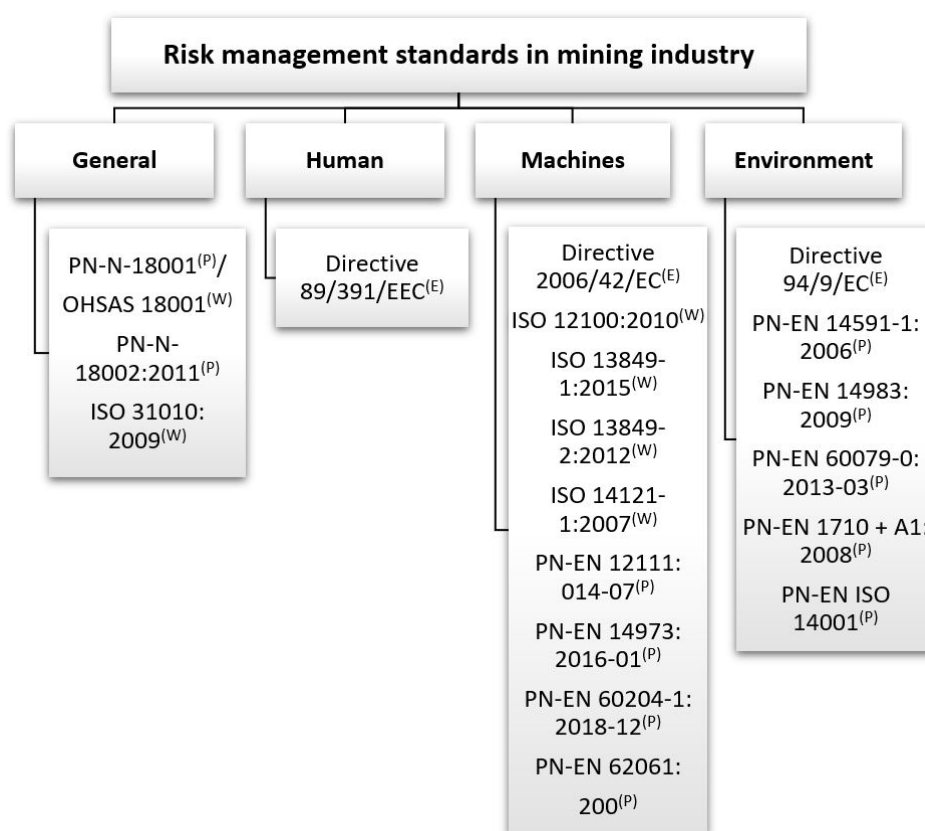 Risk management standards in mining industry
General
Human
Machines
Environment
PN-N-18001(P)/
OHSAS 18001(W)
PN-N-
18002:2011(P)
ISO 31010:
2009(W)
Directive
89/391/EEC(E)
Directive
2006/42/EC(E)
ISO 12100:2010(W)
ISO 13849-
1:2015(W)
ISO 13849-
2:2012(W)
ISO 14121-
1:2007(W)
PN-EN 12111:
014-07(P)
PN-EN 14973:
2016-01(P)
PN-EN 60204-1:
2018-12(P)
PN-EN 62061:
200(P)
Directive
94/9/EC(E)
PN-EN 14591-1:
2006(P)
PN-EN 14983:
2009(P)
PN-EN 60079-0:
2013-03(P)
PN-EN 1710 + A1:
2008(P)
PN-EN ISO
14001(P)